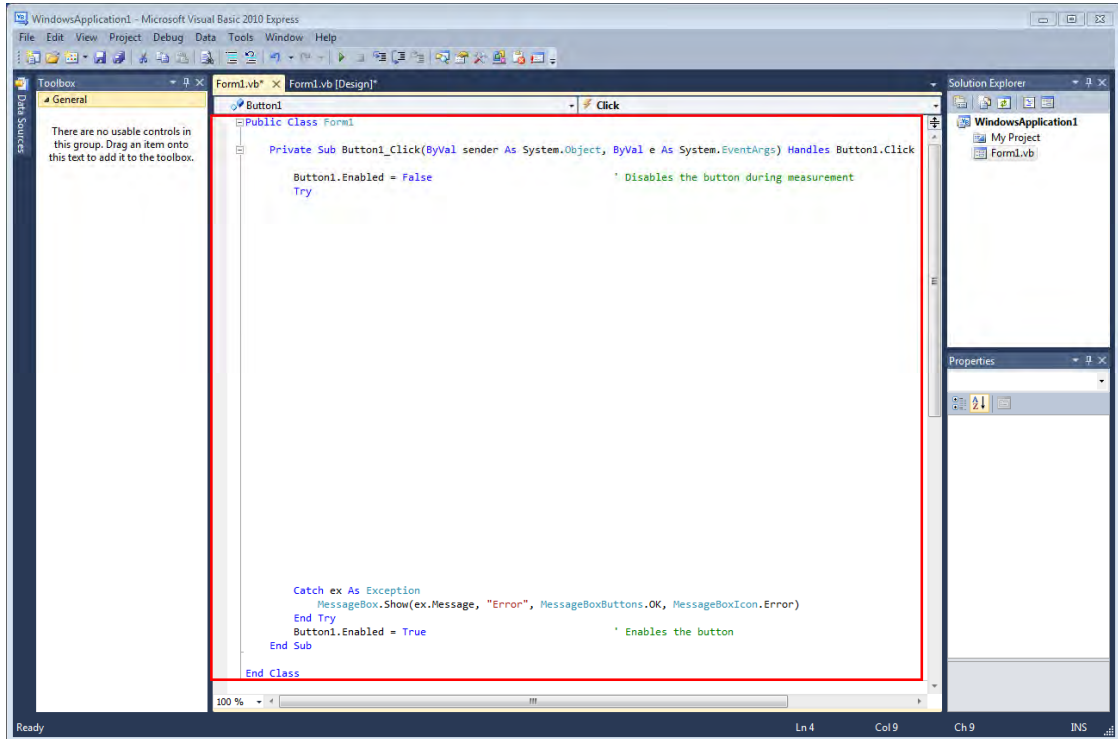 WindowsApplication1 - Microsoft Visual Basic 2010 Express
File Edit View Project Debug Data Tools Window Help
Toolbox
General
There are no usable controls in
this group. Drag an item onto
this text to add it to the toolbox.
Data Sources
Form1.vb* Form1.vb [Design]*
Button1
Click
Public Class Form1
Private Sub Button1_Click(ByVal sender As System.Object, ByVal e As System.EventArgs) Handles Button1.Click
Button1.Enabled = False ' Disables the button during measurement
Try
Catch ex As Exception
MessageBox.Show(ex.Message, "Error", MessageBoxButtons.OK, MessageBoxIcon.Error)
End Try
Button1.Enabled = True ' Enables the button
End Sub
End Class
100 %
Solution Explorer
WindowsApplication1
My Project
Form1.vb
Properties
Ready Ln 4 Col 9 Ch 9 INS